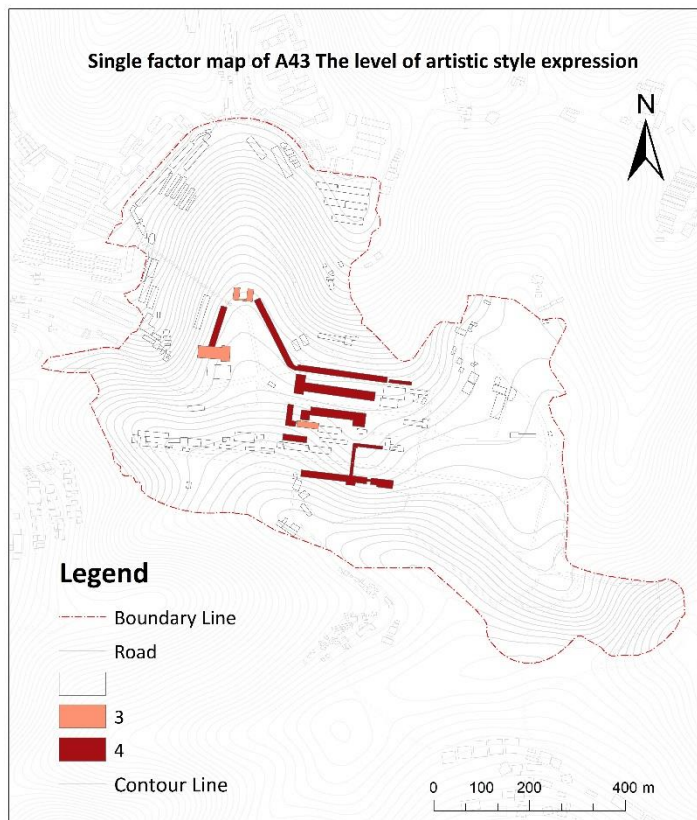 Single factor map of A43 The level of artistic style expression
N
Legend
Boundary Line
Road
3
4
Contour Line
0 100 200 400 m